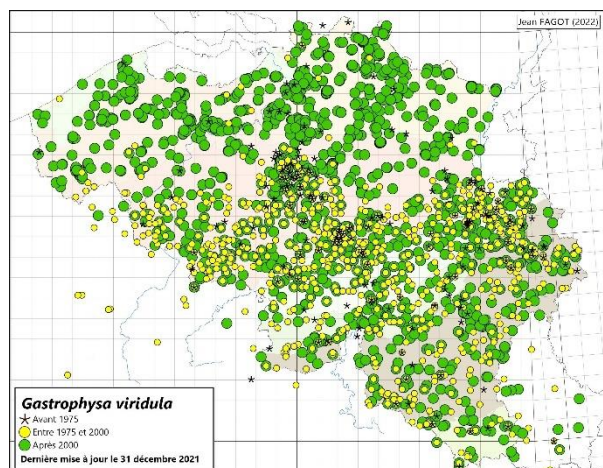 Jean FAGOT (2022)
Gastrophysa viridula
Avant 1975
Entre 1975 et 2000
Après 2000
Dernière mise à jour le 31 décembre 2021